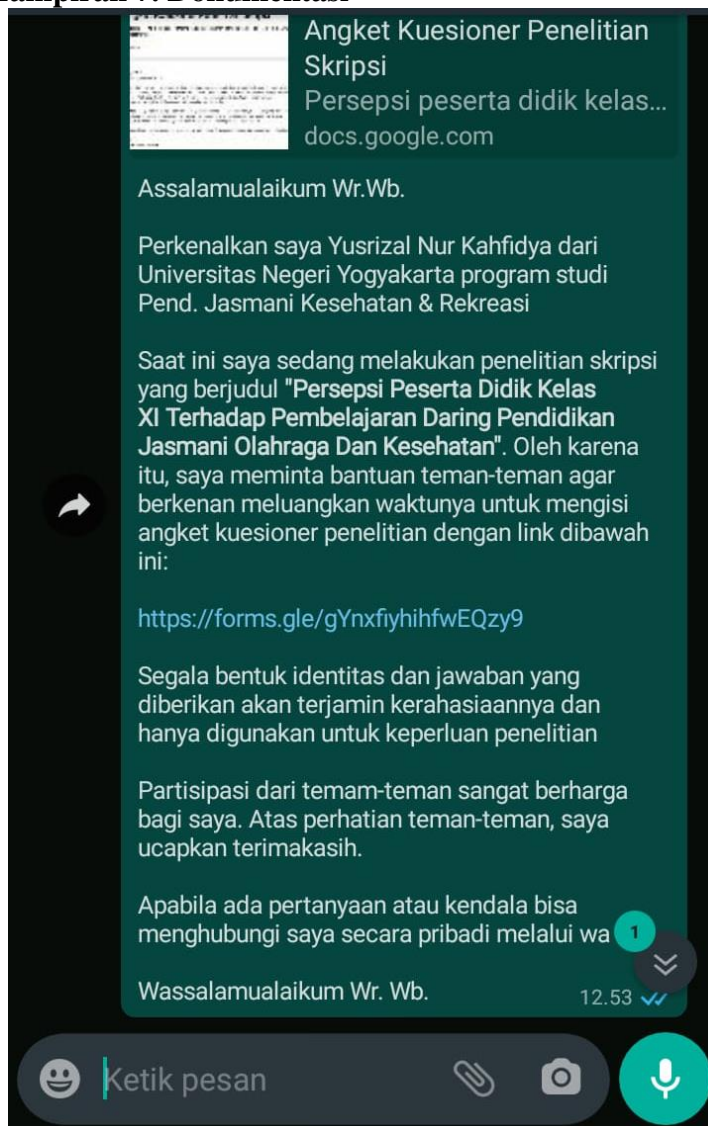 Lampiran 7. Dokumentasi
Angket Kuesioner Penelitian
Skripsi
Persepsi peserta didik kelas...
docs.google.com
Assalamualaikum Wr.Wb.
Perkenalkan saya Yusrizal Nur Kahfidya dari
Universitas Negeri Yogyakarta program studi
Pend. Jasmani Kesehatan & Rekreasi
Saat ini saya sedang melakukan penelitian skripsi
yang berjudul "Persepsi Peserta Didik Kelas
XI Terhadap Pembelajaran Daring Pendidikan
Jasmani Olahraga Dan Kesehatan". Oleh karena
itu, saya meminta bantuan teman-teman agar
berkenan meluangkan waktunya untuk mengisi
angket kuesioner penelitian dengan link dibawah
ini:
https://forms.gle/gYnxfiyhihfwEQzy9
Segala bentuk identitas dan jawaban yang
diberikan akan terjamin kerahasiaannya dan
hanya digunakan untuk keperluan penelitian
Partisipasi dari temam-teman sangat berharga
bagi saya. Atas perhatian teman-teman, saya
ucapkan terimakasih.
Apabila ada pertanyaan atau kendala bisa
menghubungi saya secara pribadi melalui wa
1
Wassalamualaikum Wr. Wb.
12.53
Ketik pesan